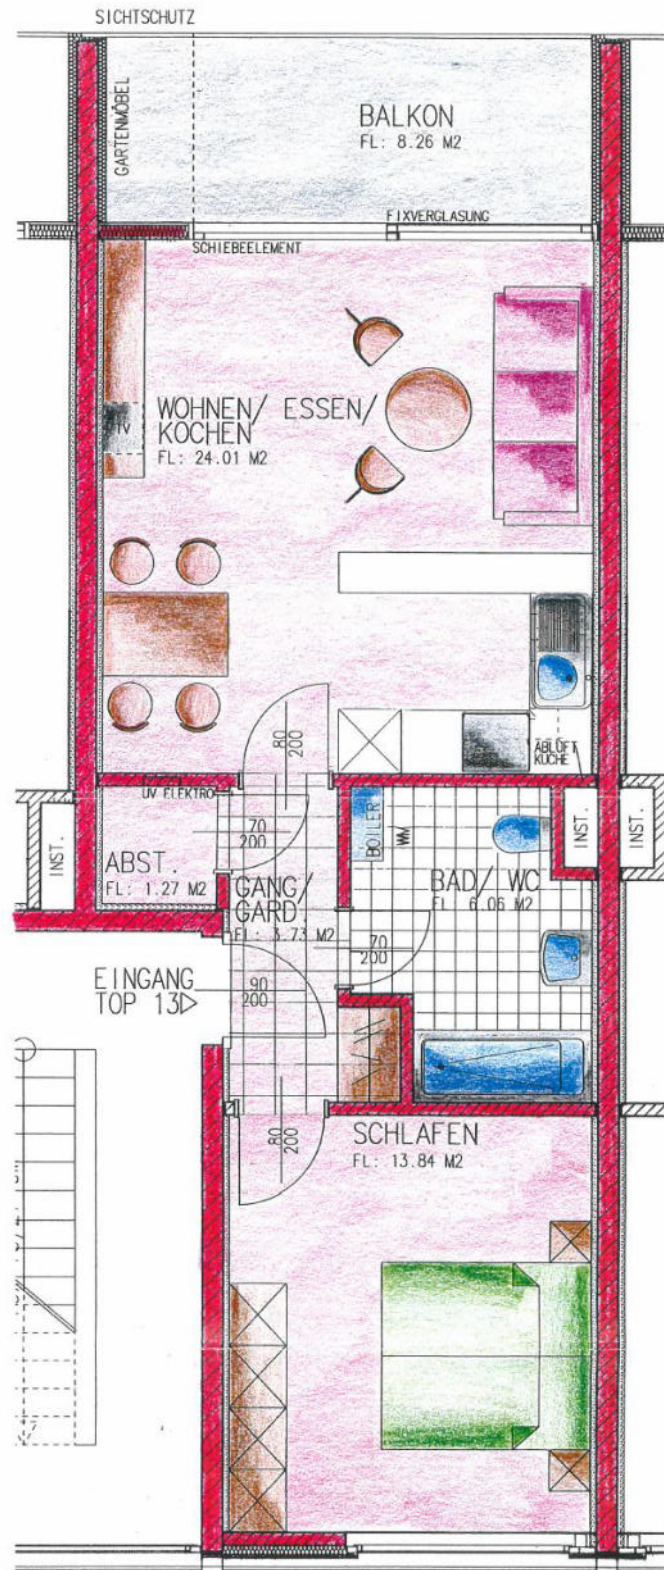 SICHTSCHUTZ
GARTENMÖBEL
BALKON
FL: 8.26 M2
FIXVERGLASUNG
SCHIEBEELEMENT
WOHNEN/ ESSEN/
KOCHEN
FL: 24.01 M2
TV
80
200
ABLUFT
KÜCHE
UV ELEKTRO
INST.
ABST.
FL: 1.27 M2
70
200
GANG/
GARD.
FL: 3.73 M2
BOILER
WM
BAD/ WC
FL: 6.06 M2
INST.
INST.
70
200
EINGANG
TOP 13
90
200
80
200
SCHLAFEN
FL: 13.84 M2